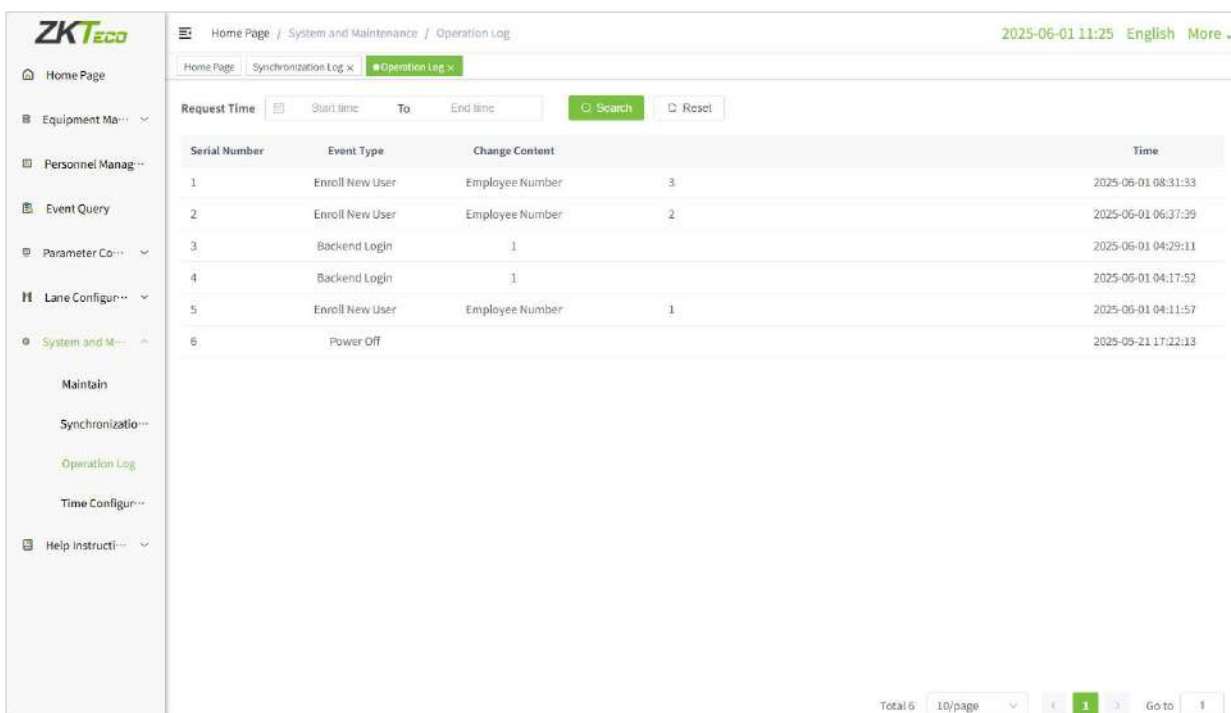 ZKTeco
Home Page / System and Maintenance / Operation Log
2025-06-01 11:25 English More
Home Page Synchronization Log × Operation Log ×
Home Page
Equipment Ma···
Personnel Manag···
Event Query
Parameter Co···
Lane Configur···
System and M···
Maintain
Synchronizatio···
Operation Log
Time Configur···
Help Instructi···
Request Time Start time To End time Search Reset
Serial Number Event Type Change Content Time
1 Enroll New User Employee Number 3 2025-06-01 08:31:33
2 Enroll New User Employee Number 2 2025-06-01 06:37:39
3 Backend Login 1 2025-06-01 04:29:11
4 Backend Login 1 2025-06-01 04:17:52
5 Enroll New User Employee Number 1 2025-06-01 04:11:57
6 Power Off 2025-05-21 17:22:13
Total 6 10/page 1 Go to 1